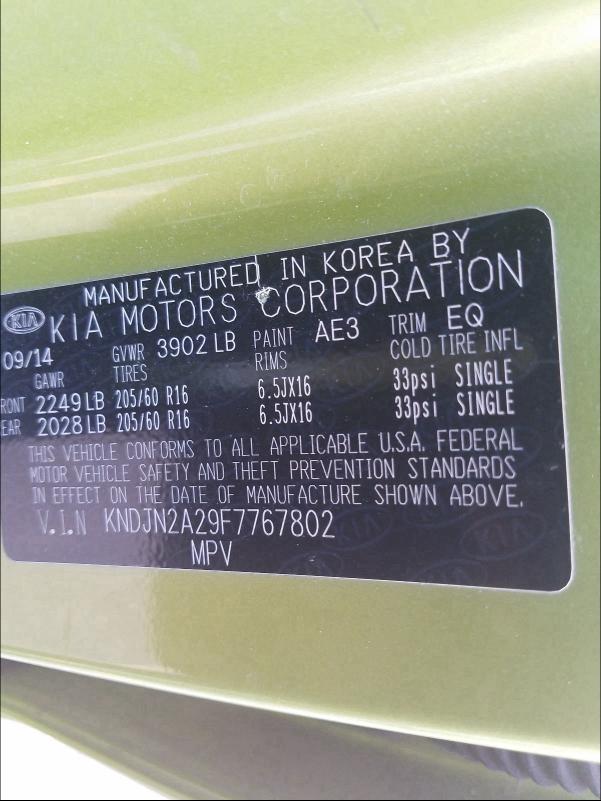 MANUFACTURED IN KOREA BY
KIA KIA MOTORS CORPORATION
09/14 GVWR 3902 LB PAINT AE3 TRIM EQ
GAWR TIRES RIMS COLD TIRE INFL
RONT 2249 LB 205/60 R16 6.5JX16 33psi SINGLE
EAR 2028 LB 205/60 R16 6.5JX16 33psi SINGLE
THIS VEHICLE CONFORMS TO ALL APPLICABLE U.S.A. FEDERAL
MOTOR VEHICLE SAFETY AND THEFT PREVENTION STANDARDS
IN EFFECT ON THE DATE OF MANUFACTURE SHOWN ABOVE.
V.I.N KNDJN2A29F7767802
MPV